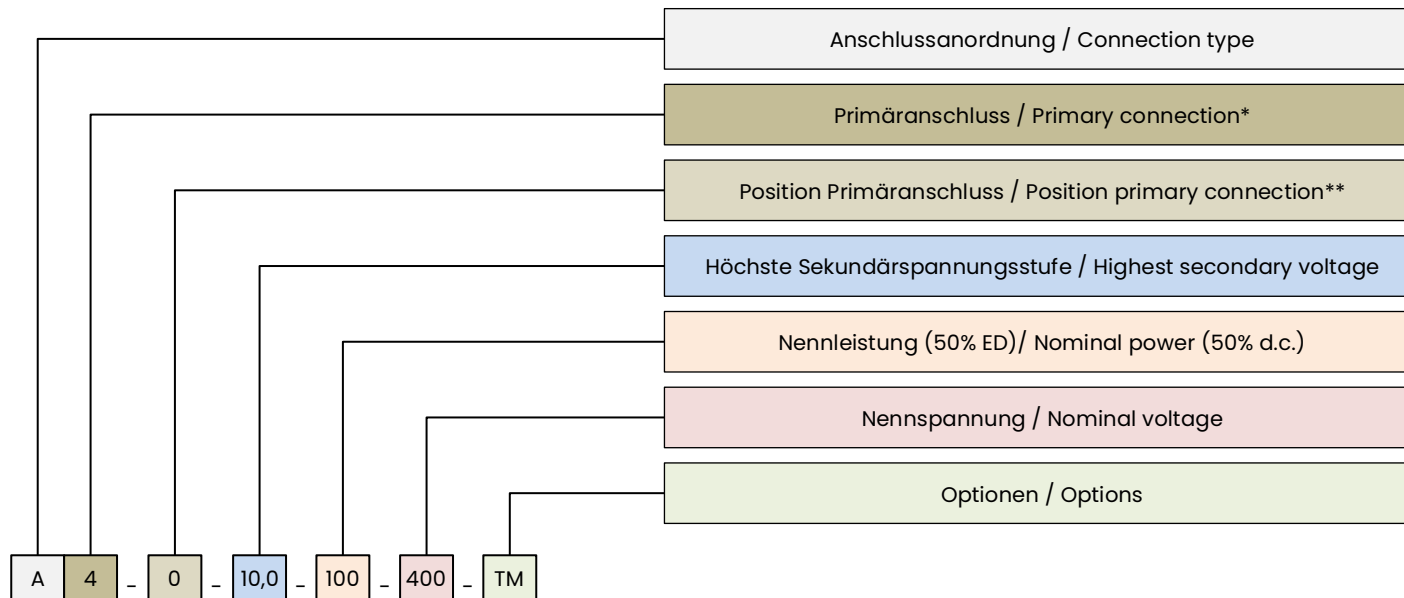 Anschlussanordnung / Connection type
Primäranschluss / Primary connection*
Position Primäranschluss / Position primary connection**
Höchste Sekundärspannungsstufe / Highest secondary voltage
Nennleistung (50% ED)/ Nominal power (50% d.c.)
Nennspannung / Nominal voltage
Optionen / Options
A 4 - 0 - 10,0 - 100 - 400 - TM